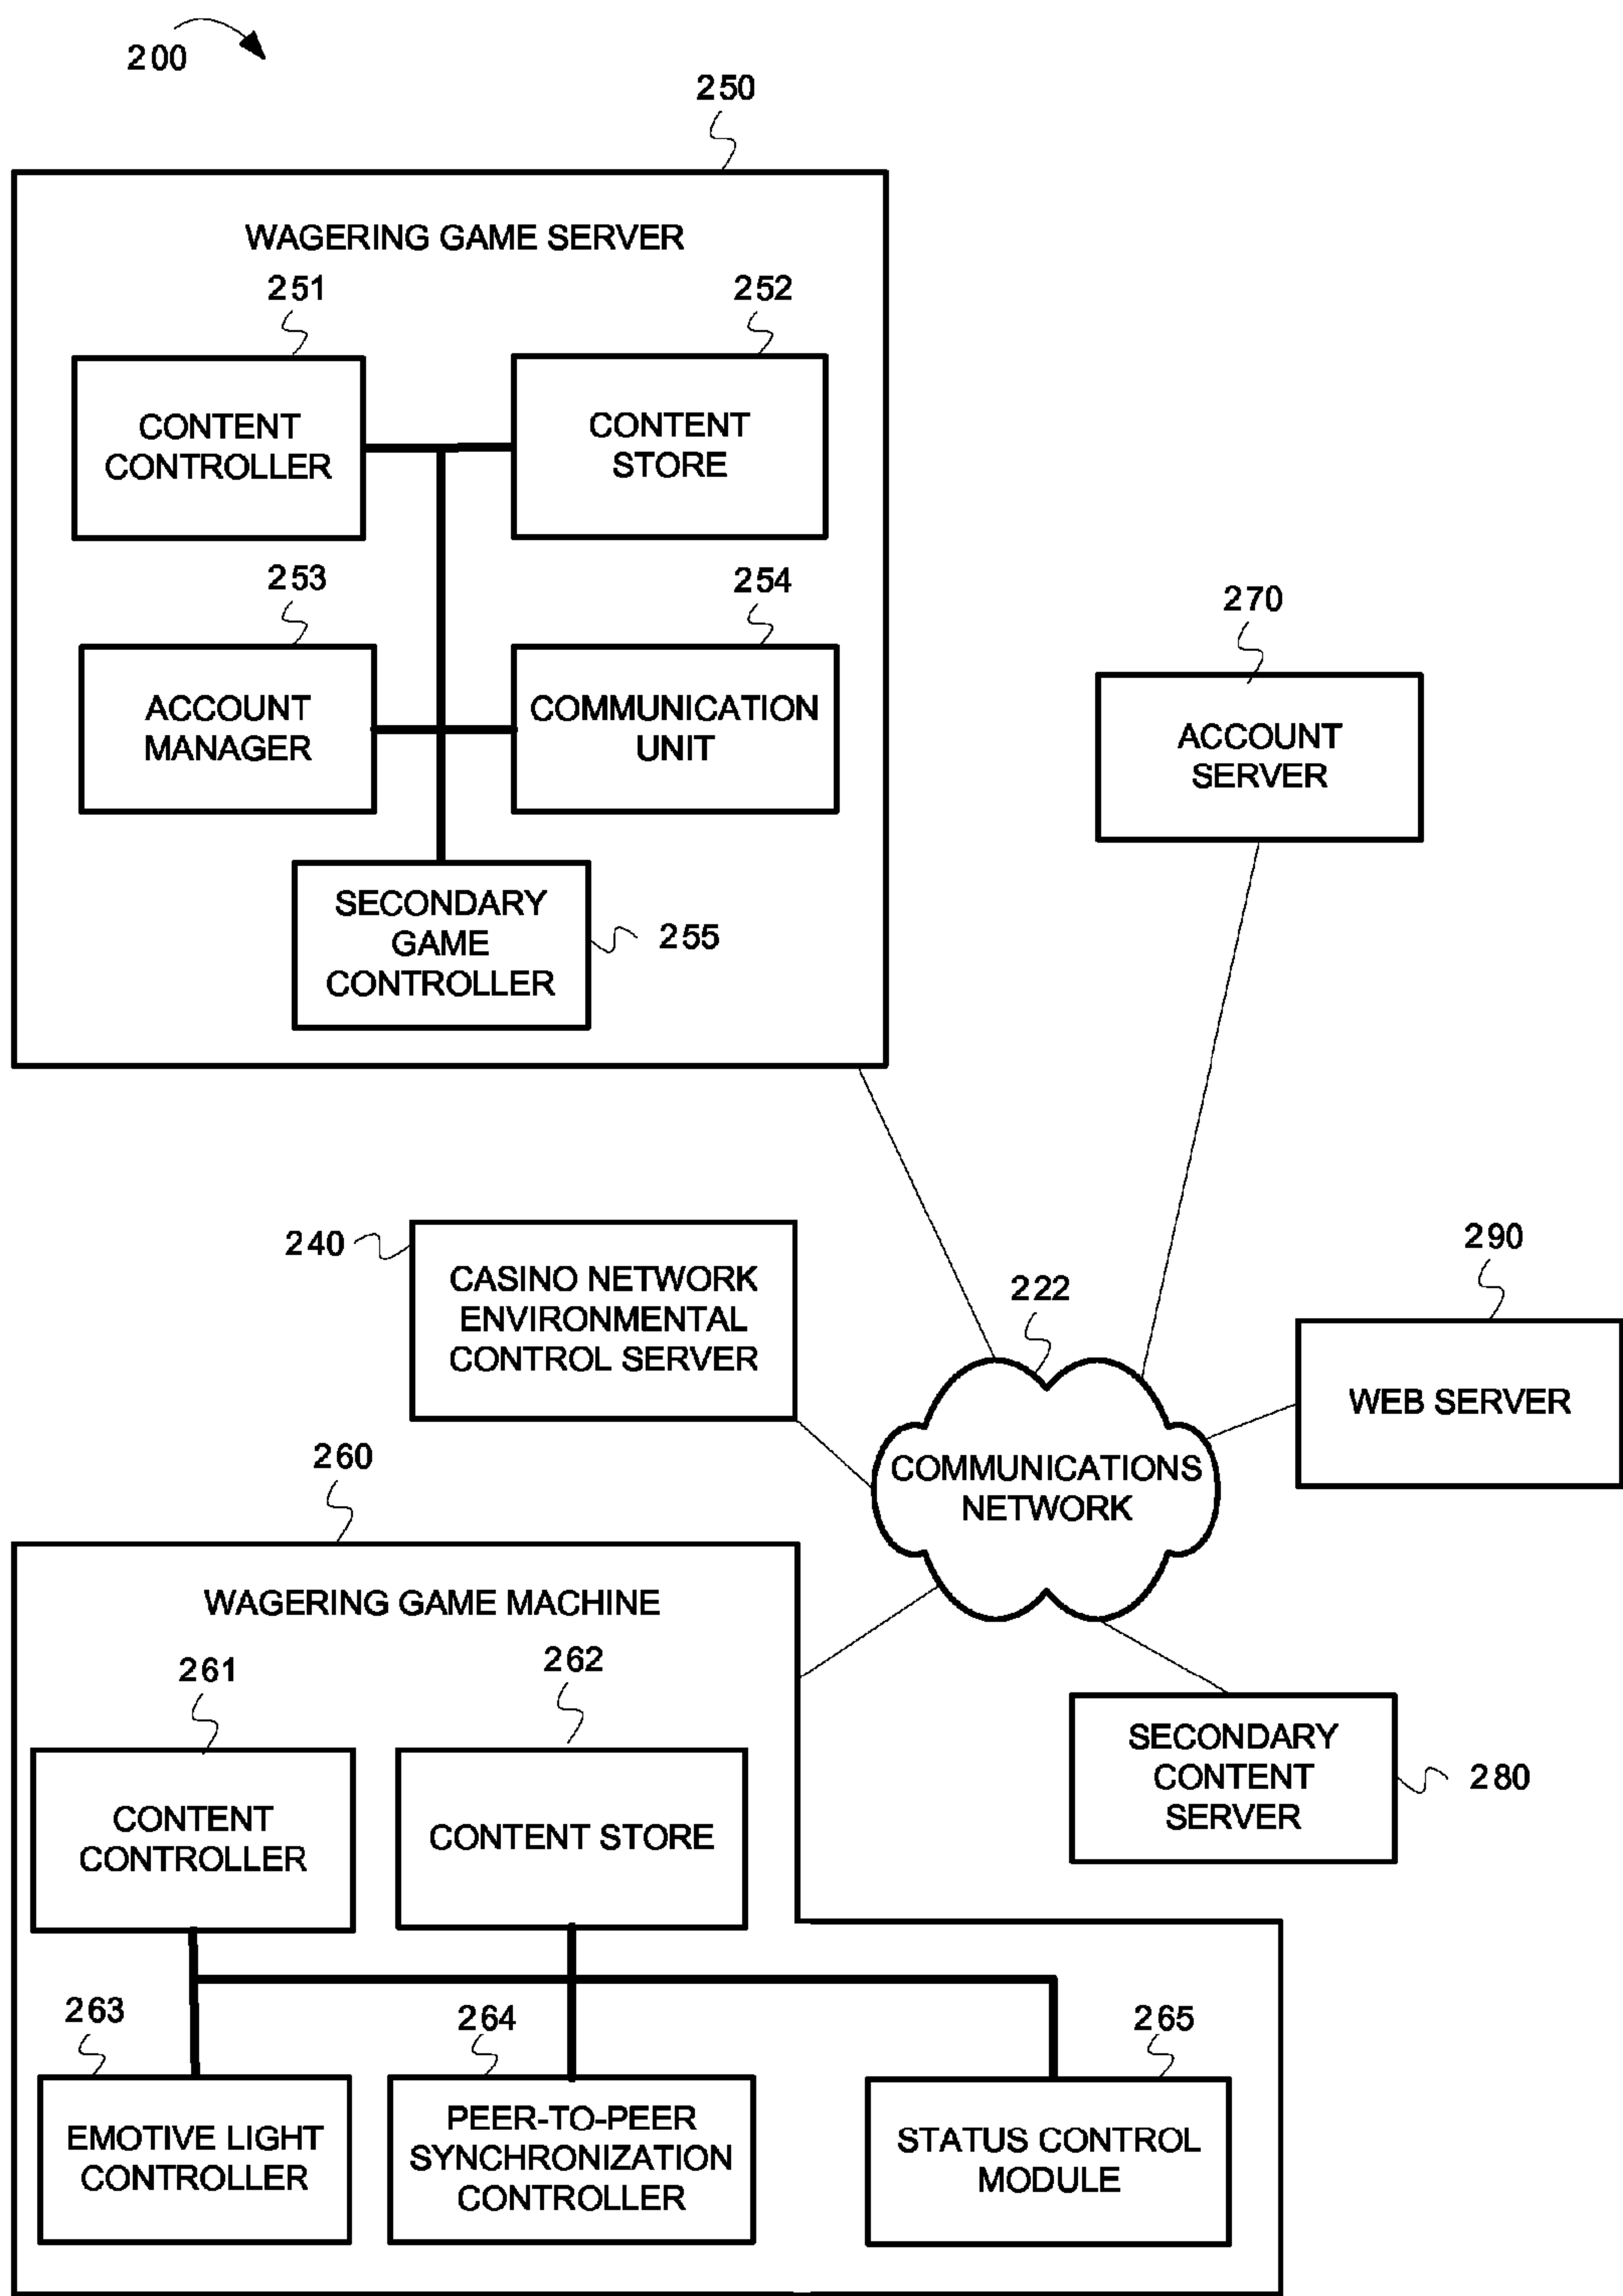 200
250
WAGERING GAME SERVER
251
252
CONTENT
CONTROLLER
CONTENT
STORE
253
254
ACCOUNT
MANAGER
COMMUNICATION
UNIT
SECONDARY
GAME
CONTROLLER
255
270
ACCOUNT
SERVER
240
CASINO NETWORK
ENVIRONMENTAL
CONTROL SERVER
222
COMMUNICATIONS
NETWORK
290
WEB SERVER
260
WAGERING GAME MACHINE
261
262
CONTENT
CONTROLLER
CONTENT STORE
SECONDARY
CONTENT
SERVER
280
263
264
265
EMOTIVE LIGHT
CONTROLLER
PEER-TO-PEER
SYNCHRONIZATION
CONTROLLER
STATUS CONTROL
MODULE